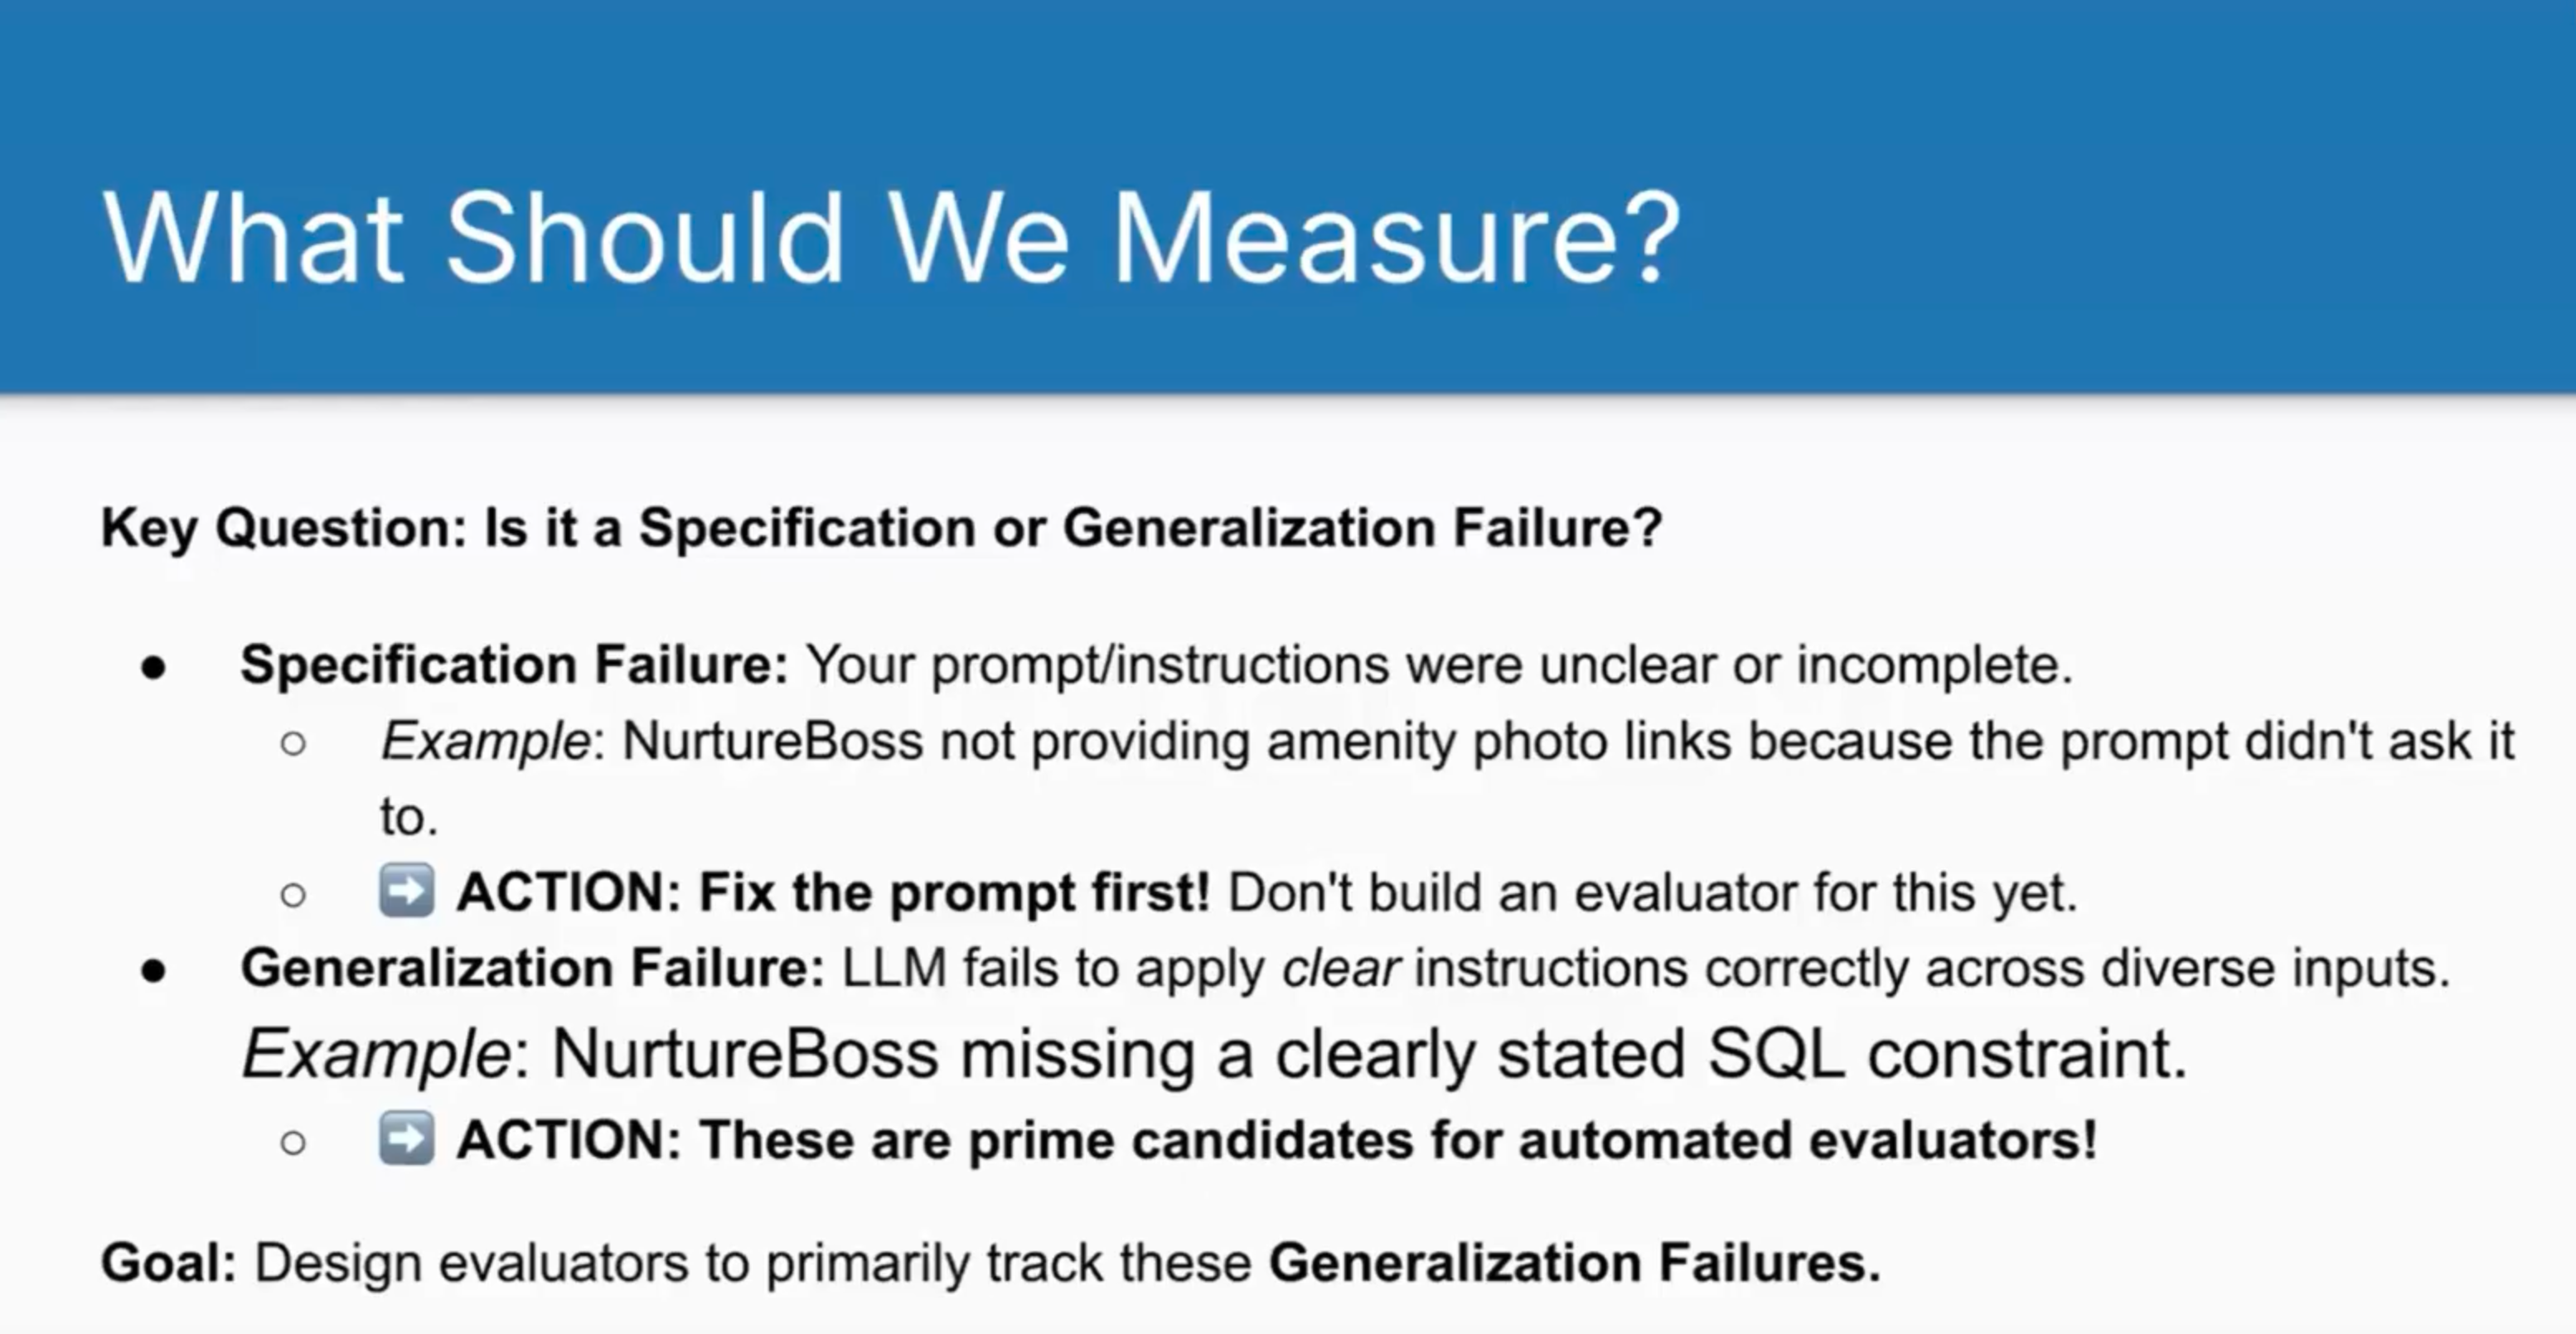 What Should We Measure?
Key Question: Is it a Specification or Generalization Failure?
● Specification Failure: Your prompt/instructions were unclear or incomplete.
○ Example: NurtureBoss not providing amenity photo links because the prompt didn't ask it
to.
○ ➡️ ACTION: Fix the prompt first! Don't build an evaluator for this yet.
● Generalization Failure: LLM fails to apply clear instructions correctly across diverse inputs.
Example: NurtureBoss missing a clearly stated SQL constraint.
○ ➡️ ACTION: These are prime candidates for automated evaluators!
Goal: Design evaluators to primarily track these Generalization Failures.